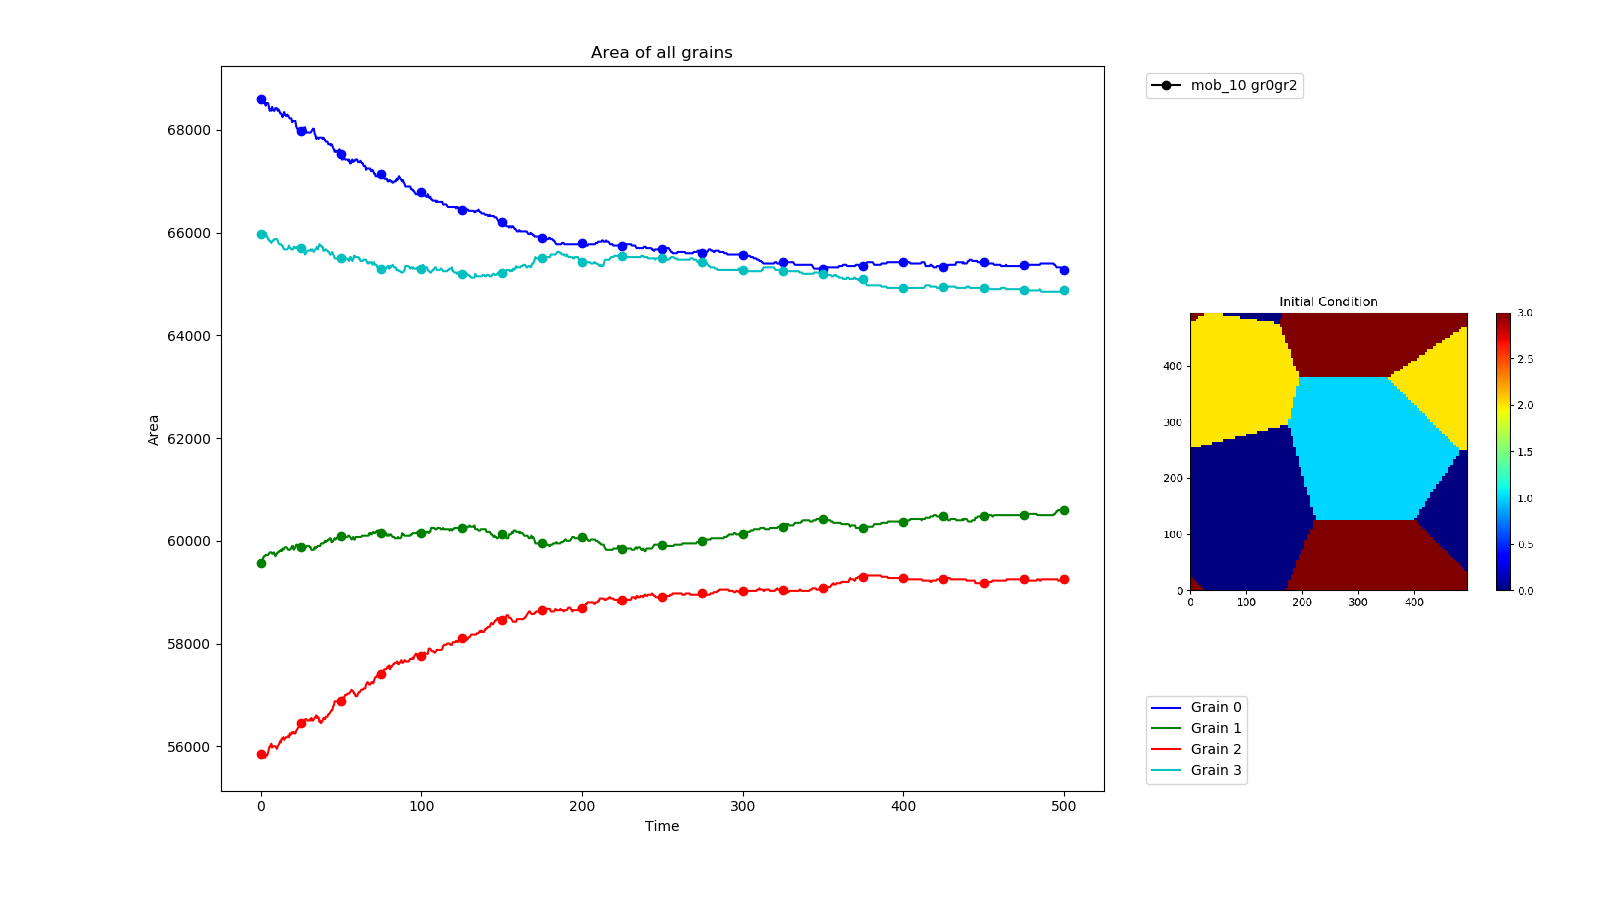 Area of all grains
mob_10 gr0gr2
68000
66000
64000
62000
60000
58000
56000
Area
0 100 200 300 400 500
Time
Initial Condition
400
300
200
100
0
0 100 200 300 400
3.0
2.5
2.0
1.5
1.0
0.5
0.0
Grain 0
Grain 1
Grain 2
Grain 3